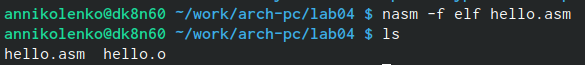 annikolenko@dk8n60 ~/work/arch-pc/lab04 $ nasm -f elf hello.asm
annikolenko@dk8n60 ~/work/arch-pc/lab04 $ ls
hello.asm  hello.o